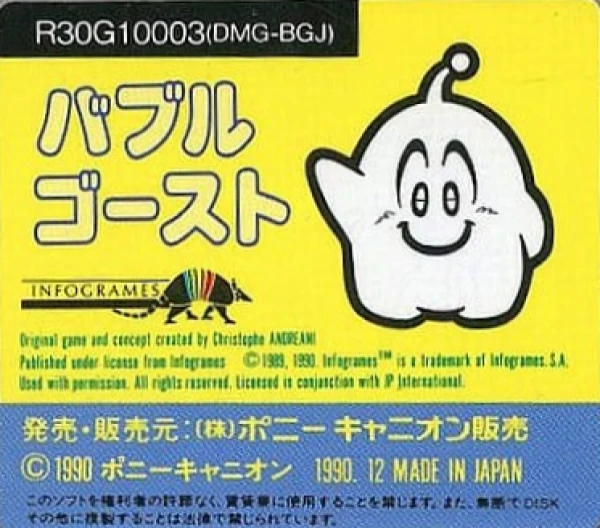 R30G10003(DMG-BGJ)
バブル
ゴースト
INFOGRAMES
Original game and concept created by Christophe ANDREANI
Published under license from Infogrames ©1989, 1990. Infogrames™ is a trademark of Infogrames. S.A.
Used with permission. All rights reserved. Licensed in conjunction with JP International.
発売・販売元:(株)ポニーキャニオン販売
©1990 ポニーキャニオン 1990. 12 MADE IN JAPAN
このソフトを権利者の許諾なく、賃貸業に使用することを禁じます。また、無断でDISK
その他に複製することは法律で禁じられています。